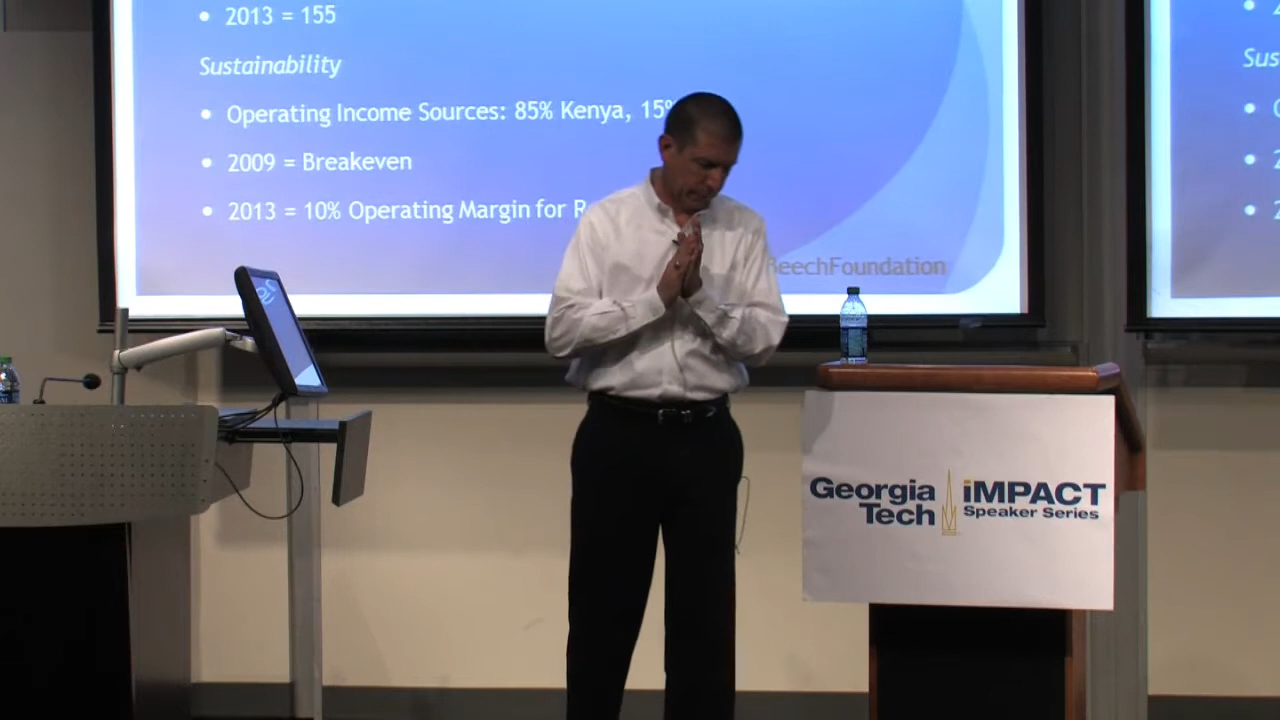 • 2013 = 155
Sustainability
• Operating Income Sources: 85% Kenya, 15%
• 2009 = Breakeven
• 2013 = 10% Operating Margin for
BeechFoundation
Georgia Tech
iMPACT Speaker Series